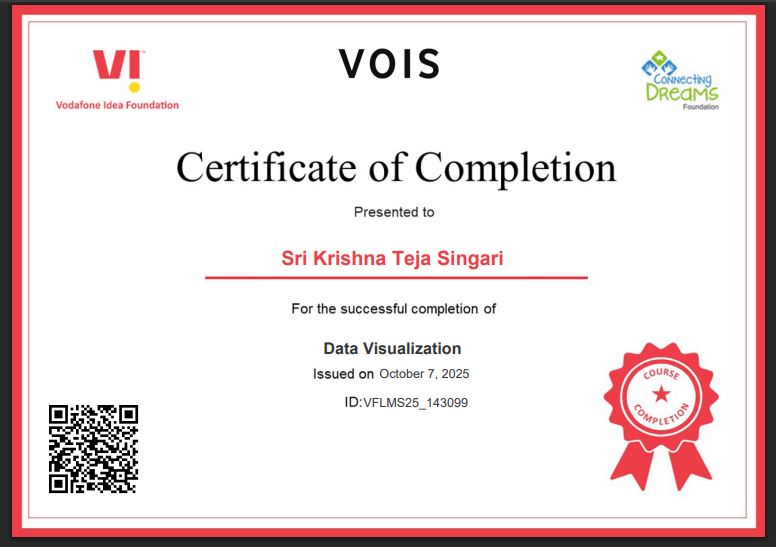 VI
Vodafone Idea Foundation
VOIS
CONNECTING
DREAMS
Foundation
Certificate of Completion
Presented to
Sri Krishna Teja Singari
For the successful completion of
Data Visualization
Issued on October 7, 2025
ID:VFLMS25_143099
COURSE
COMPLETION